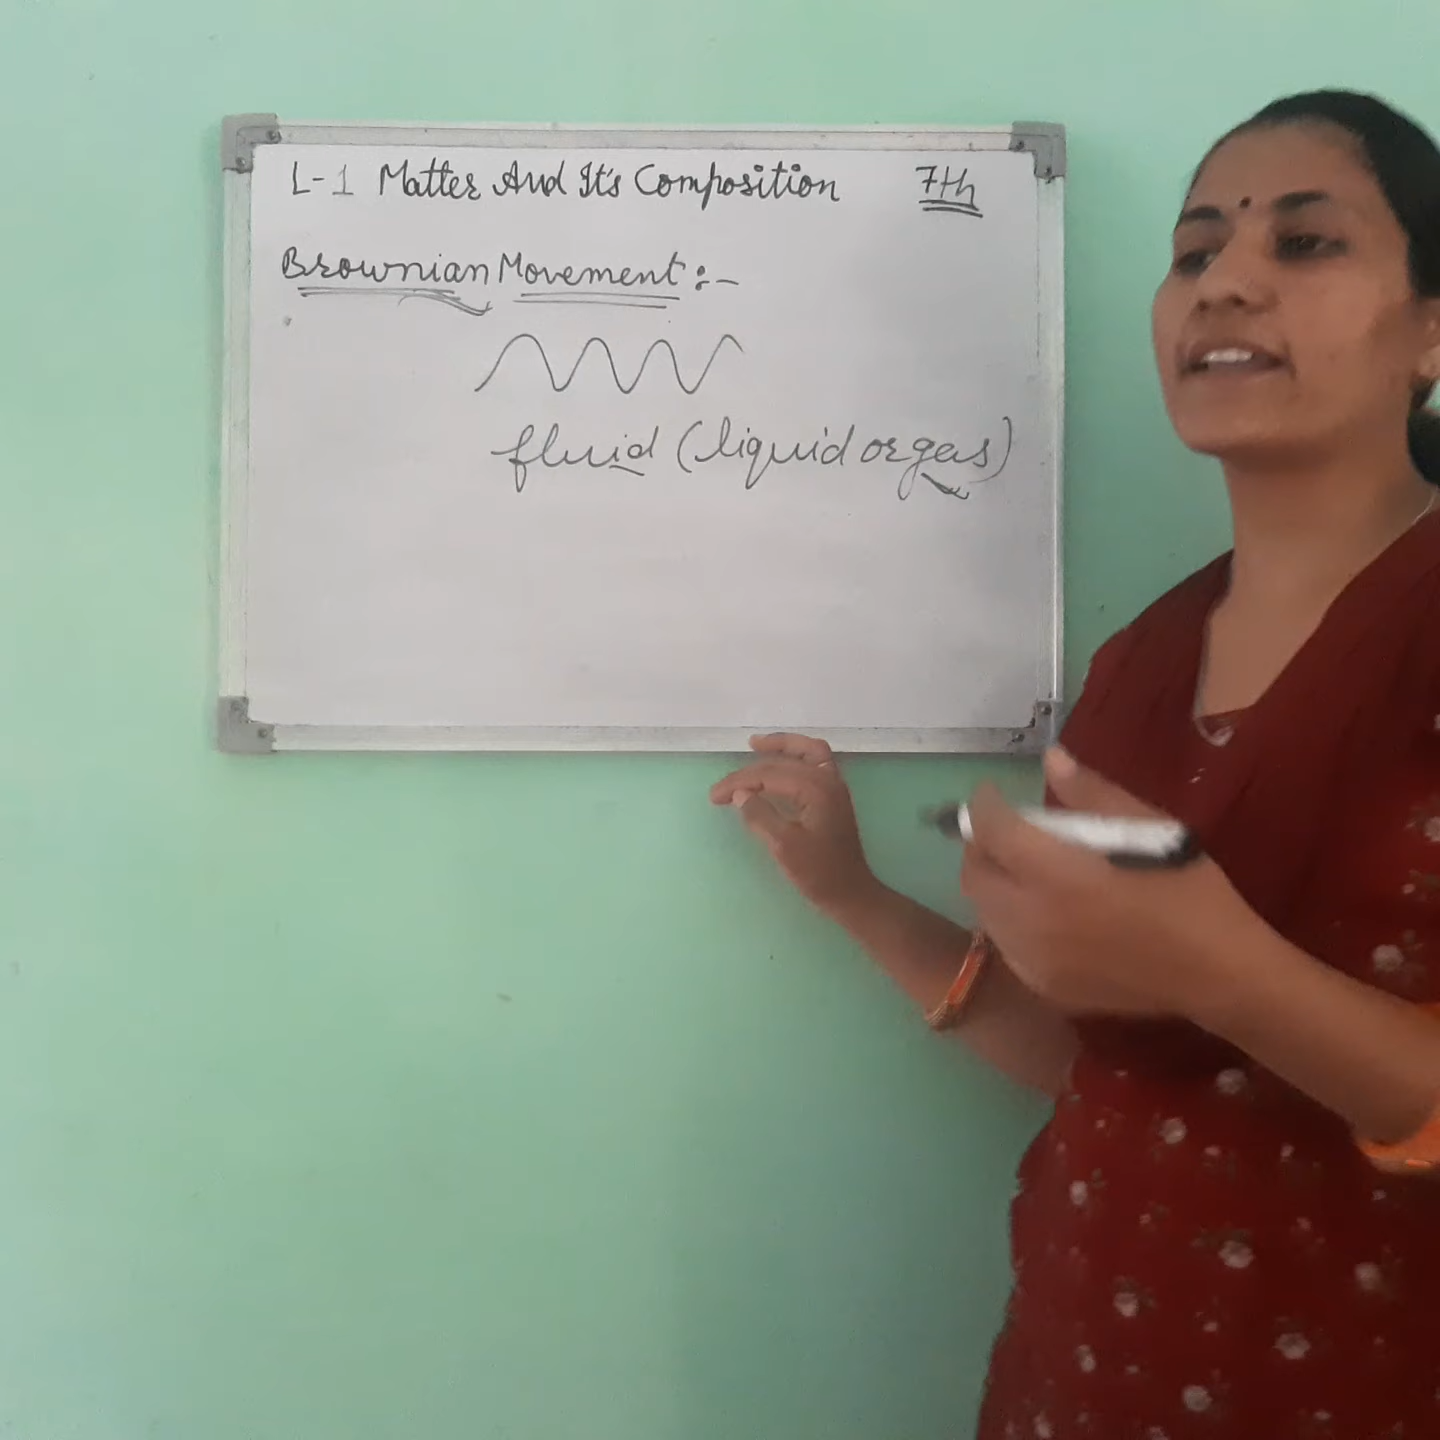 L-1 Matter And It's Composition 7th
Brownian Movement :-
fluid (liquid or gas)